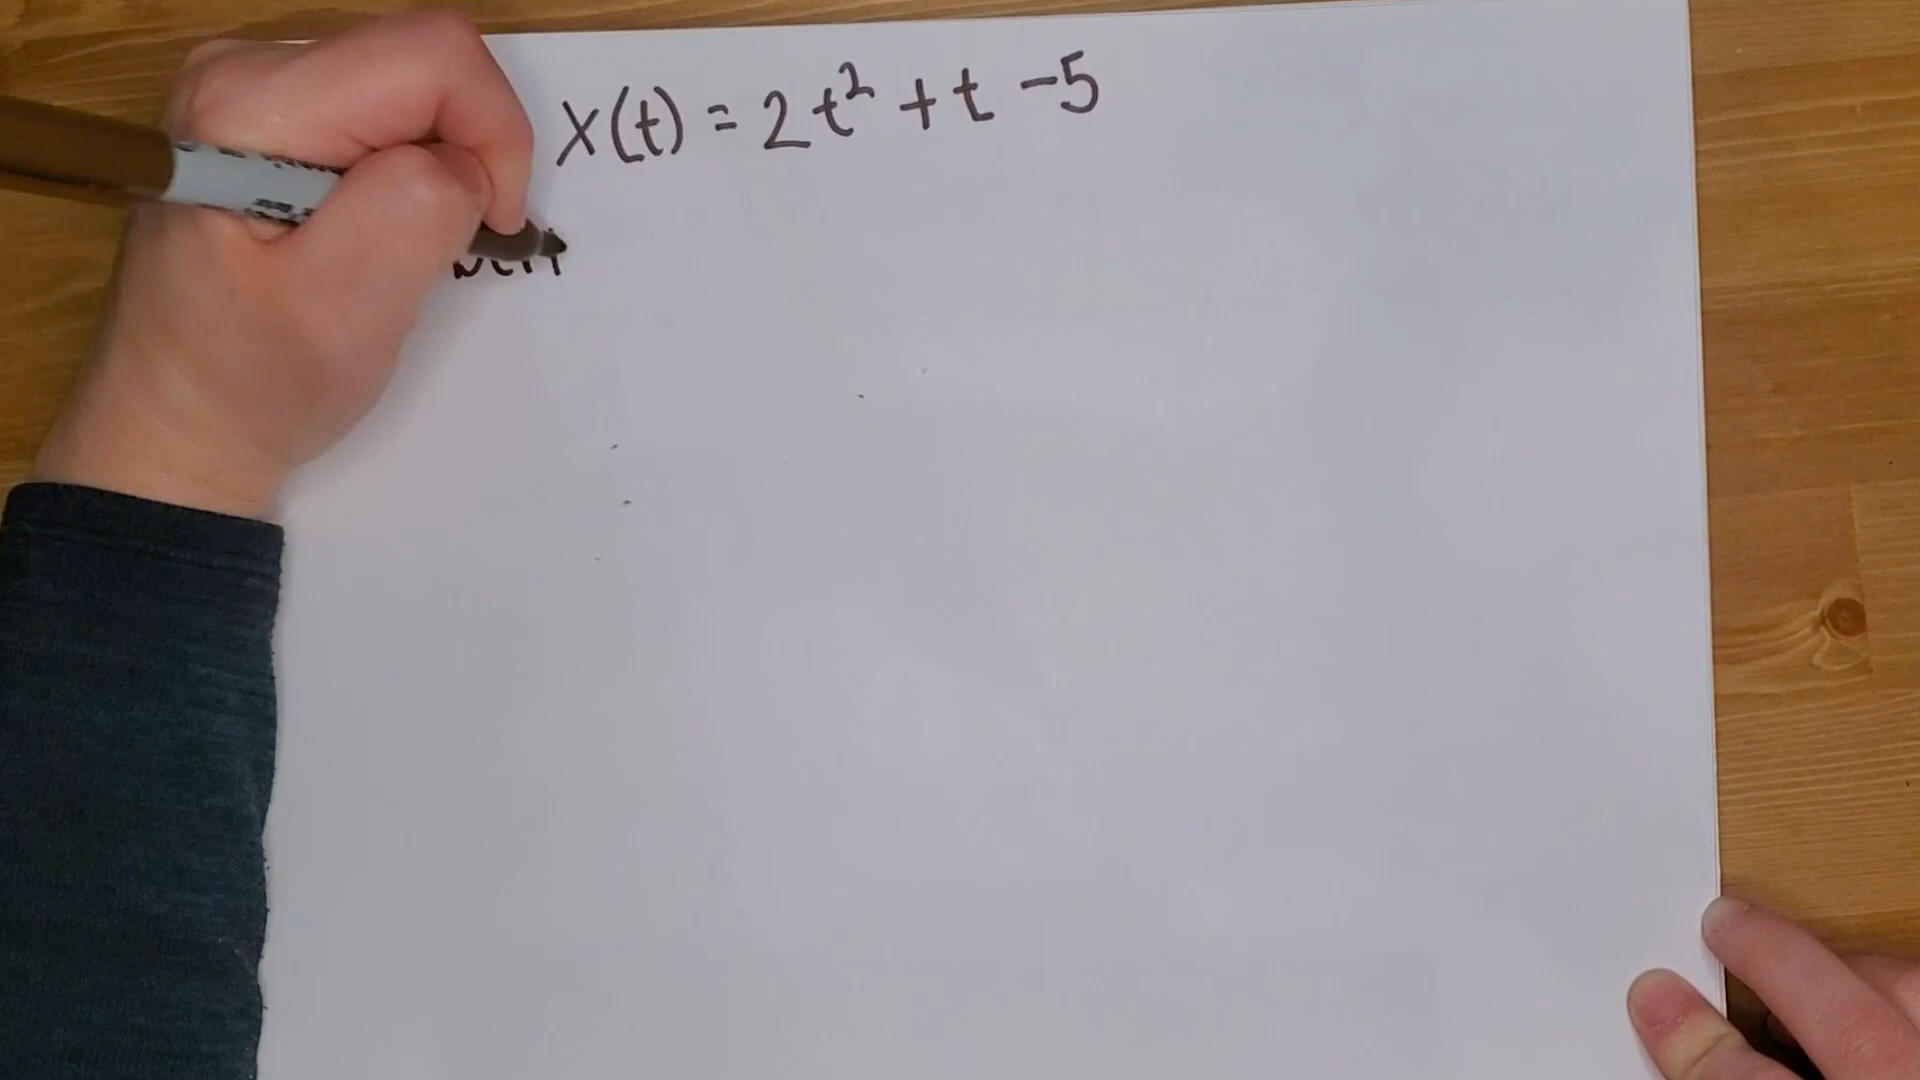 x(t) = 2t² + t - 5